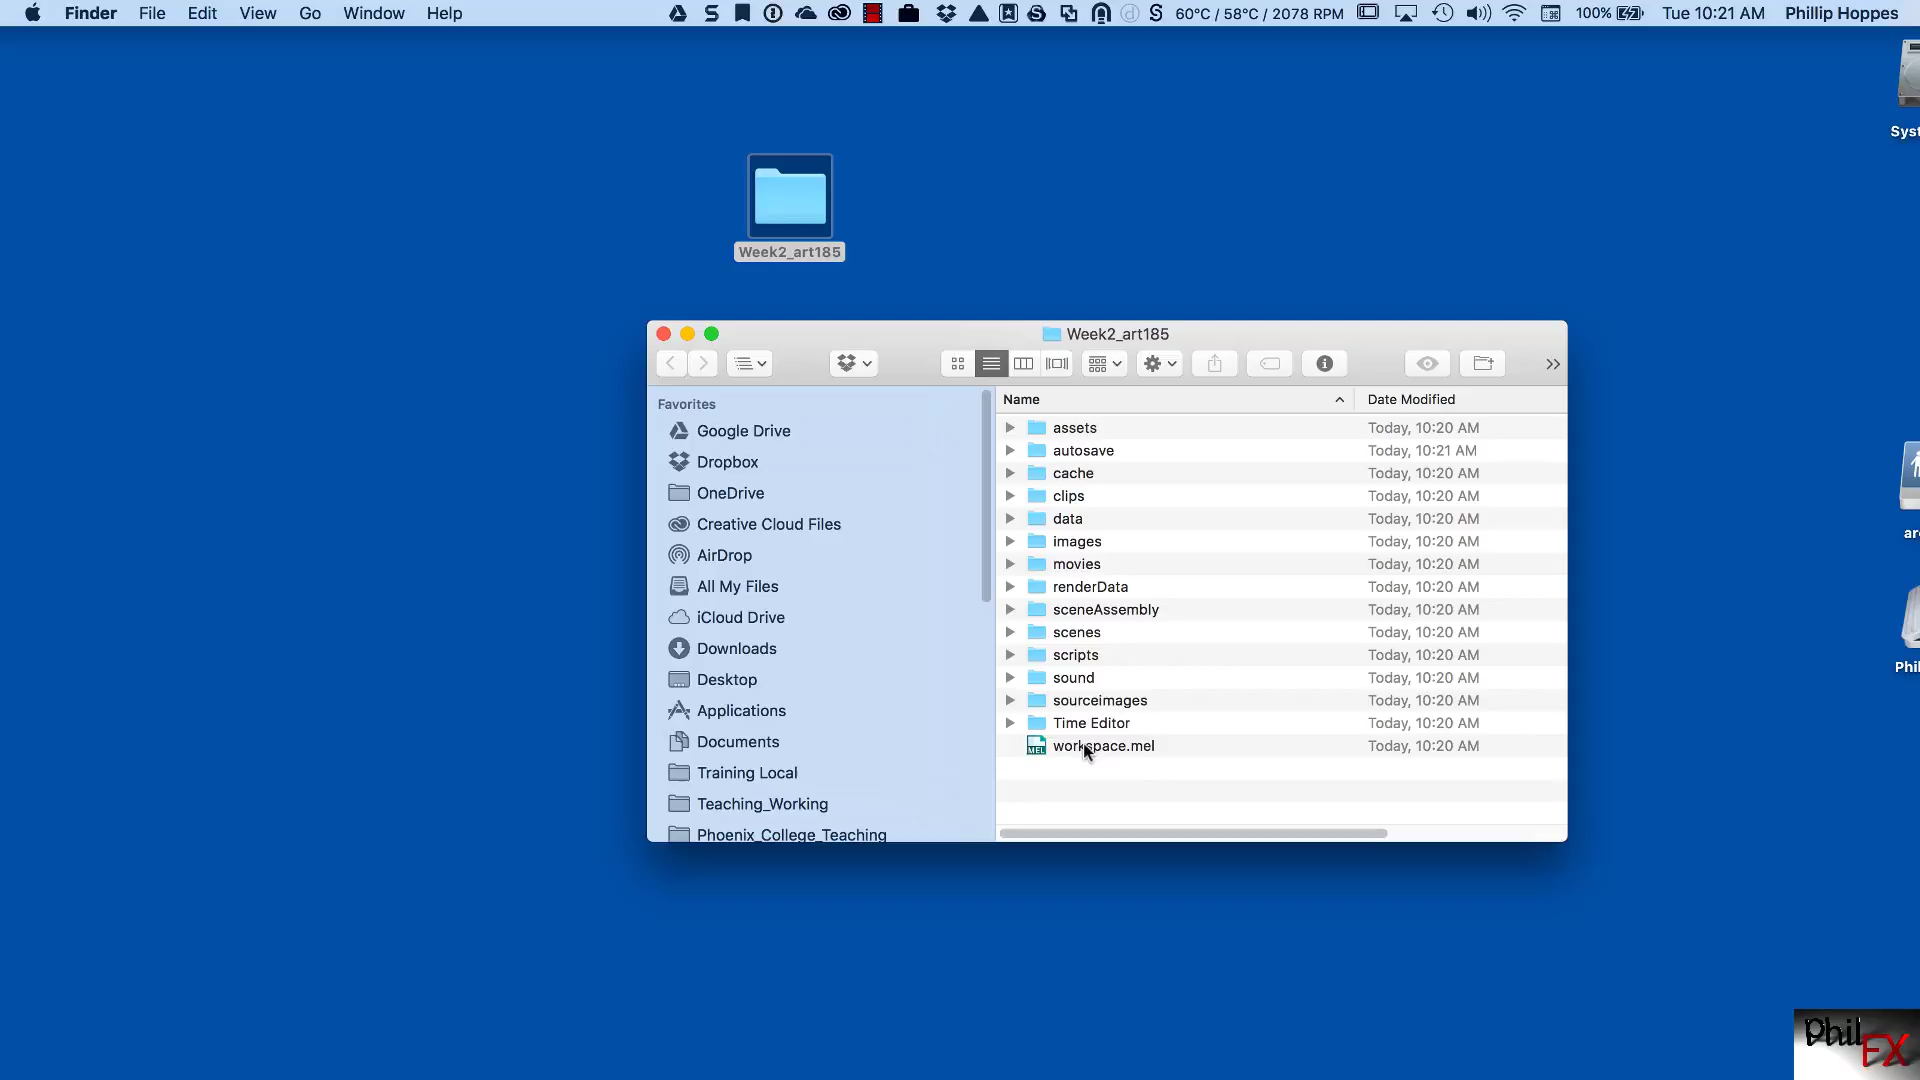 Finder File Edit View Go Window Help 60°C / 58°C / 2078 RPM 100% Tue 10:21 AM Phillip Hoppes
Syst
Week2_art185
Week2_art185
Favorites
Google Drive
Dropbox
OneDrive
Creative Cloud Files
AirDrop
All My Files
iCloud Drive
Downloads
Desktop
Applications
Documents
Training Local
Teaching_Working
Phoenix_College_Teaching
Name Date Modified
assets Today, 10:20 AM
autosave Today, 10:21 AM
cache Today, 10:20 AM
clips Today, 10:20 AM
data Today, 10:20 AM
images Today, 10:20 AM
movies Today, 10:20 AM
renderData Today, 10:20 AM
sceneAssembly Today, 10:20 AM
scenes Today, 10:20 AM
scripts Today, 10:20 AM
sound Today, 10:20 AM
sourceimages Today, 10:20 AM
Time Editor Today, 10:20 AM
MEL workspace.mel Today, 10:20 AM
ar
Phil
Phil
FX